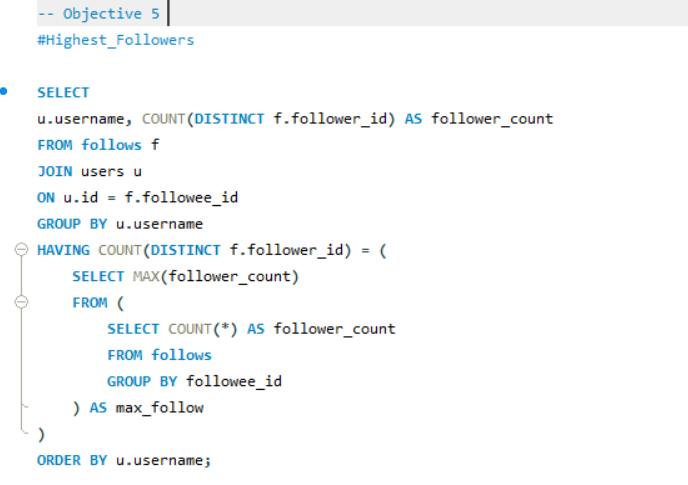 -- Objective 5
#Highest_Followers
SELECT
u.username, COUNT(DISTINCT f.follower_id) AS follower_count
FROM follows f
JOIN users u
ON u.id = f.followee_id
GROUP BY u.username
HAVING COUNT(DISTINCT f.follower_id) = (
    SELECT MAX(follower_count)
    FROM (
        SELECT COUNT(*) AS follower_count
        FROM follows
        GROUP BY followee_id
    ) AS max_follow
)
ORDER BY u.username;